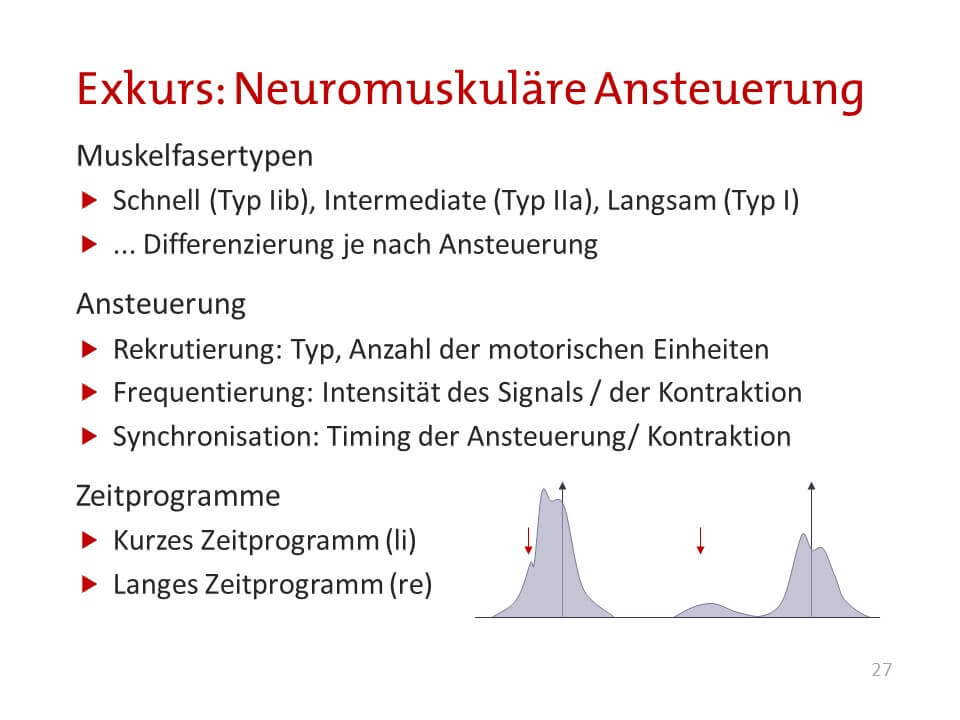 Exkurs: Neuromuskuläre Ansteuerung
Muskelfasertypen
Schnell (Typ Iib), Intermediate (Typ IIa), Langsam (Typ I)
... Differenzierung je nach Ansteuerung
Ansteuerung
Rekrutierung: Typ, Anzahl der motorischen Einheiten
Frequentierung: Intensität des Signals / der Kontraktion
Synchronisation: Timing der Ansteuerung/ Kontraktion
Zeitprogramme
Kurzes Zeitprogramm (li)
Langes Zeitprogramm (re)
27